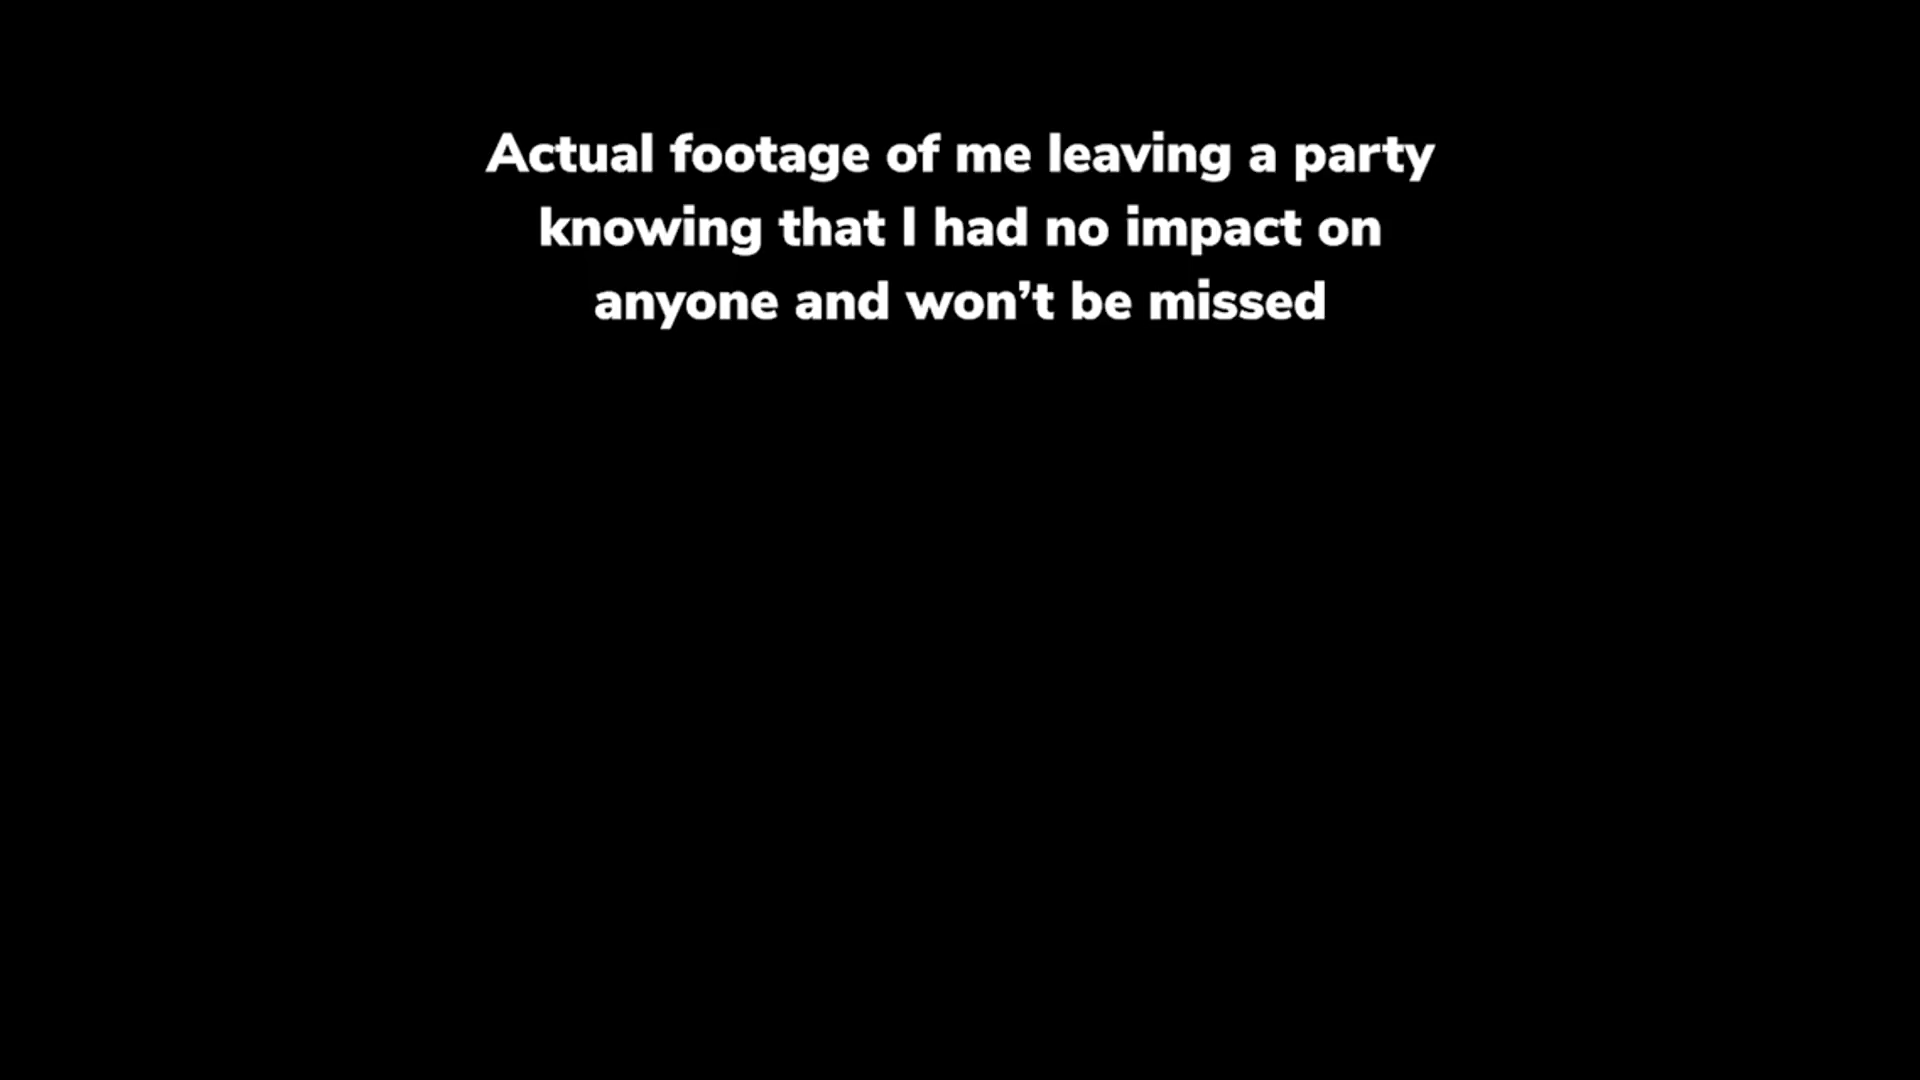 Actual footage of me leaving a party
knowing that I had no impact on
anyone and won’t be missed